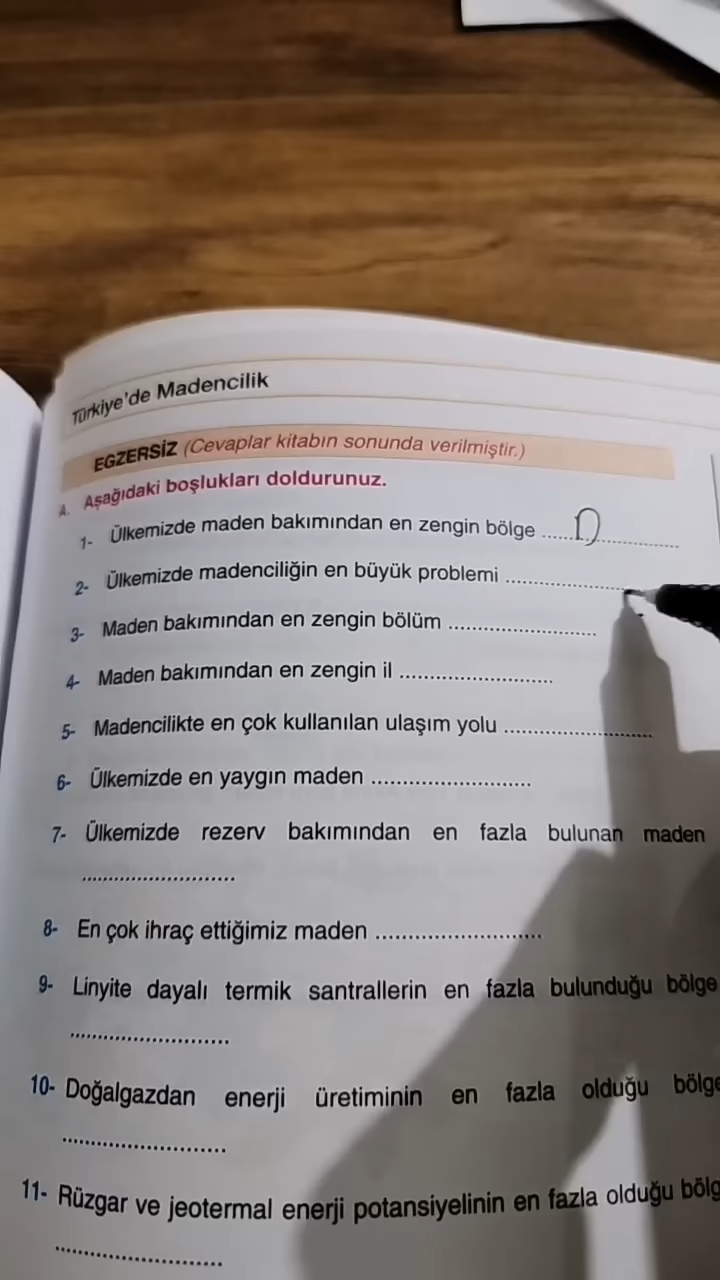 Türkiye'de Madencilik
EGZERSİZ (Cevaplar kitabın sonunda verilmiştir.)
A. Aşağıdaki boşlukları doldurunuz.
1- Ülkemizde maden bakımından en zengin bölge ....................
2- Ülkemizde madenciliğin en büyük problemi ....................
3- Maden bakımından en zengin bölüm ....................
4- Maden bakımından en zengin il ....................
5- Madencilikte en çok kullanılan ulaşım yolu ....................
6- Ülkemizde en yaygın maden ....................
7- Ülkemizde rezerv bakımından en fazla bulunan maden
....................
8- En çok ihraç ettiğimiz maden ....................
9- Linyite dayalı termik santrallerin en fazla bulunduğu bölge
....................
10- Doğalgazdan enerji üretiminin en fazla olduğu bölge
....................
11- Rüzgar ve jeotermal enerji potansiyelinin en fazla olduğu bölg
....................